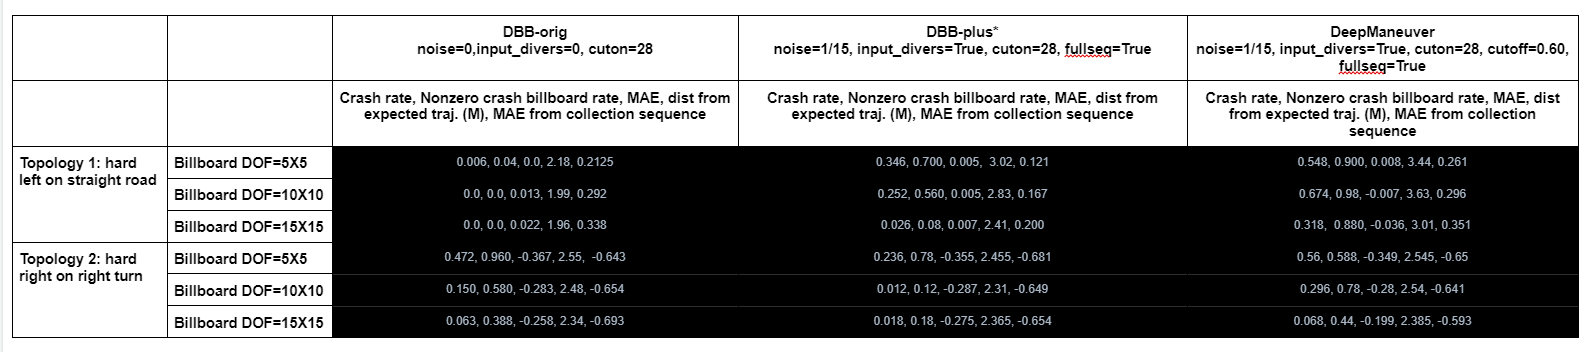 DBB-orig
noise=0,input_divers=0, cuton=28
DBB-plus*
noise=1/15, input_divers=True, cuton=28, fullseq=True
DeepManeuver
noise=1/15, input_divers=True, cuton=28, cutoff=0.60,
fullseq=True
Crash rate, Nonzero crash billboard rate, MAE, dist from
expected traj. (M), MAE from collection sequence
Crash rate, Nonzero crash billboard rate, MAE, dist from
expected traj. (M), MAE from collection sequence
Crash rate, Nonzero crash billboard rate, MAE, dist
from expected traj. (M), MAE from collection
sequence
Topology 1: hard
left on straight road
Billboard DOF=5X5
0.006, 0.04, 0.0, 2.18, 0.2125
0.346, 0.700, 0.005, 3.02, 0.121
0.548, 0.900, 0.008, 3.44, 0.261
Billboard DOF=10X10
0.0, 0.0, 0.013, 1.99, 0.292
0.252, 0.560, 0.005, 2.83, 0.167
0.674, 0.98, -0.007, 3.63, 0.296
Billboard DOF=15X15
0.0, 0.0, 0.022, 1.96, 0.338
0.026, 0.08, 0.007, 2.41, 0.200
0.318, 0.880, -0.036, 3.01, 0.351
Topology 2: hard
right on right turn
Billboard DOF=5X5
0.472, 0.960, -0.367, 2.55, -0.643
0.236, 0.78, -0.355, 2.455, -0.681
0.56, 0.588, -0.349, 2.545, -0.65
Billboard DOF=10X10
0.150, 0.580, -0.283, 2.48, -0.654
0.012, 0.12, -0.287, 2.31, -0.649
0.296, 0.78, -0.28, 2.54, -0.641
Billboard DOF=15X15
0.063, 0.388, -0.258, 2.34, -0.693
0.018, 0.18, -0.275, 2.365, -0.654
0.068, 0.44, -0.199, 2.385, -0.593